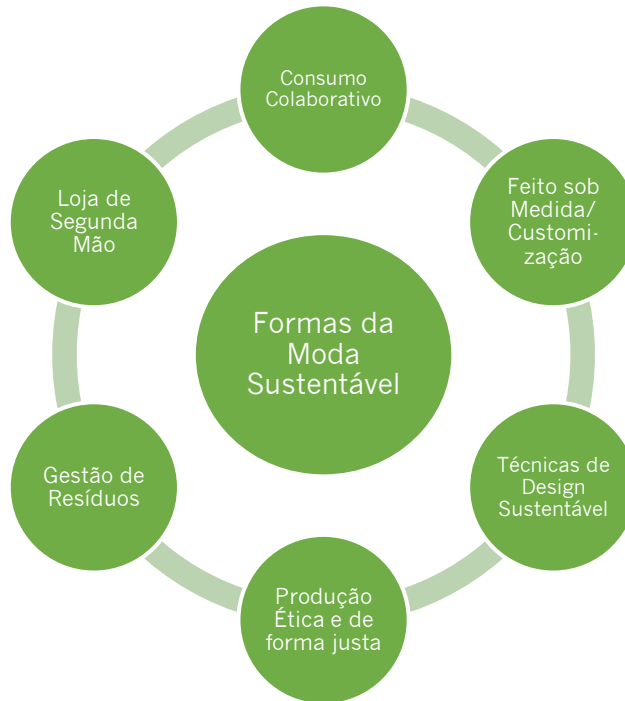 Consumo
Colaborativo
Feito sob
Medida/
Customi-
zação
Técnicas de
Design
Sustentável
Produção
Ética e de
forma justa
Gestão de
Resíduos
Loja de
Segunda
Mão
Formas da
Moda
Sustentável